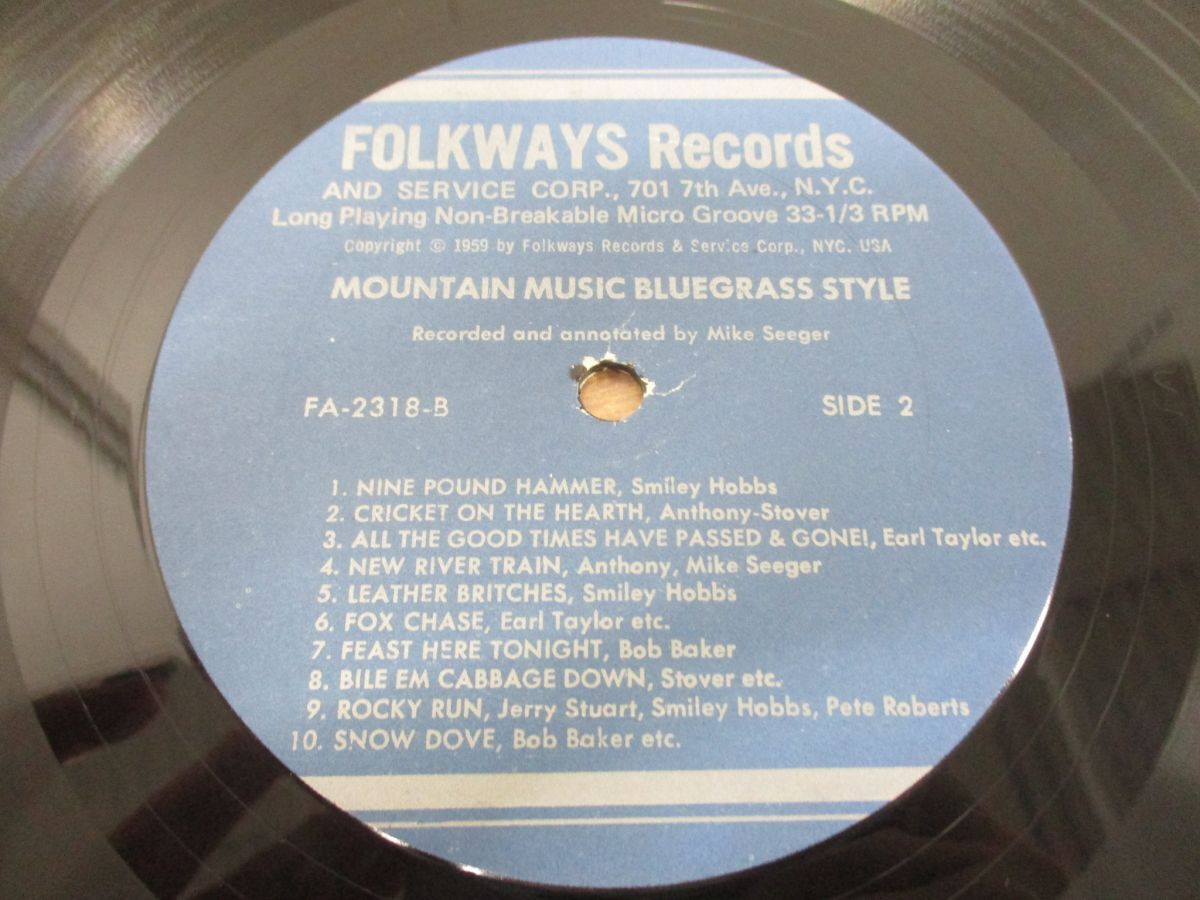 FOLKWAYS Records
AND SERVICE CORP., 701 7th Ave., N.Y.C.
Long Playing Non-Breakable Micro Groove 33-1/3 RPM
Copyright © 1959 by Folkways Records & Service Corp., NYC, USA
MOUNTAIN MUSIC BLUEGRASS STYLE
Recorded and annotated by Mike Seeger
FA-2318-B SIDE 2
1. NINE POUND HAMMER, Smiley Hobbs
2. CRICKET ON THE HEARTH, Anthony-Stover
3. ALL THE GOOD TIMES HAVE PASSED & GONE!, Earl Taylor etc.
4. NEW RIVER TRAIN, Anthony, Mike Seeger
5. LEATHER BRITCHES, Smiley Hobbs
6. FOX CHASE, Earl Taylor etc.
7. FEAST HERE TONIGHT, Bob Baker
8. BILE EM CABBAGE DOWN, Stover etc.
9. ROCKY RUN, Jerry Stuart, Smiley Hobbs, Pete Roberts
10. SNOW DOVE, Bob Baker etc.